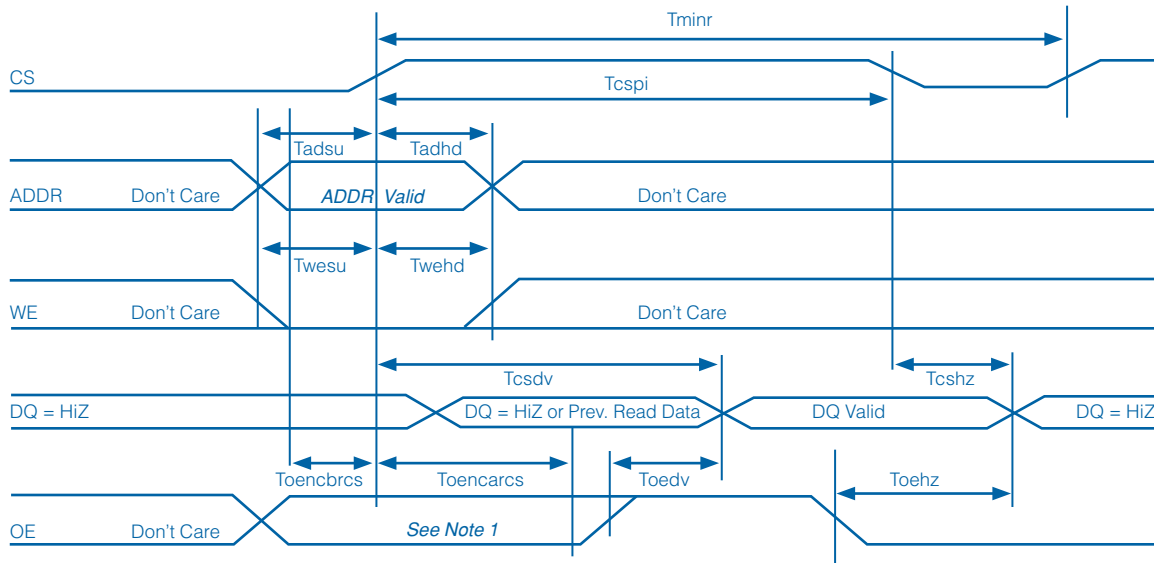 Tminr
CS
Tcspi
Tadsu Tadhd
ADDR Don't Care ADDR Valid Don't Care
Twesu Twehd
WE Don't Care Don't Care
Tcsdv Tcshz
DQ = HiZ DQ = HiZ or Prev. Read Data DQ Valid DQ = HiZ
Toencbrcs Toencarcs Toedv Toehz
OE Don't Care See Note 1